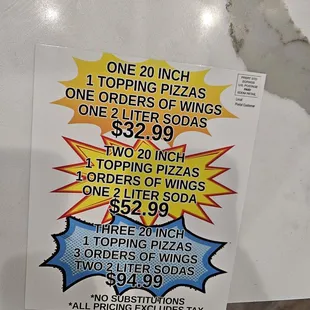 ONE 20 INCH
1 TOPPING PIZZAS
ONE ORDERS OF WINGS
ONE 2 LITER SODAS
$32.99
TWO 20 INCH
1 TOPPING PIZZAS
1 ORDERS OF WINGS
ONE 2 LITER SODA
$52.99
THREE 20 INCH
1 TOPPING PIZZAS
3 ORDERS OF WINGS
TWO 2 LITER SODAS
$94.99
*NO SUBSTITUTIONS
*ALL PRICING EXCLUDES TAX